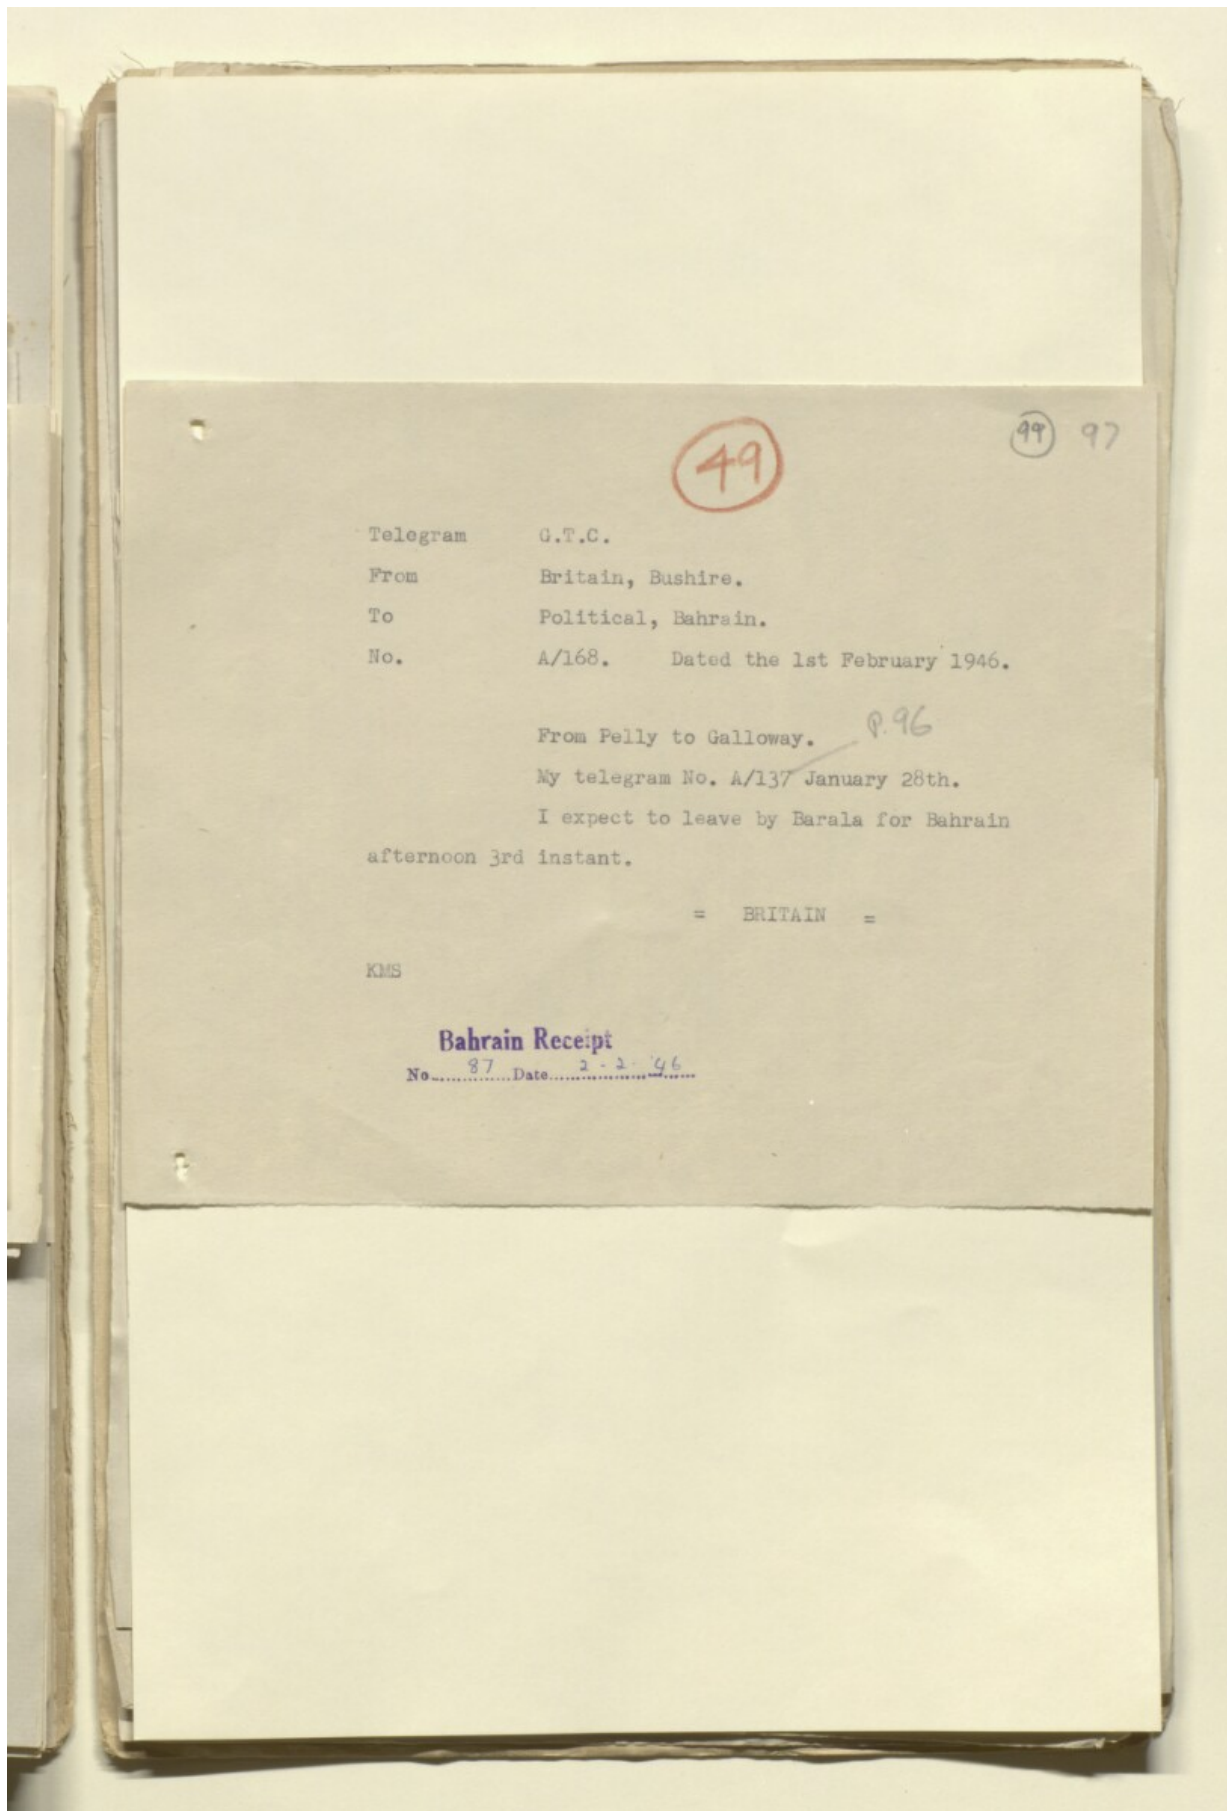 49
99 97
Telegram G.T.C.
From Britain, Bushire.
To Political, Bahrain.
No. A/168. Dated the 1st February 1946.
P.96
From Pelly to Galloway.
My telegram No. A/137 January 28th.
I expect to leave by Barala for Bahrain
afternoon 3rd instant.
= BRITAIN =
KMS
Bahrain Receipt
No. 87 Date 2-2-'46